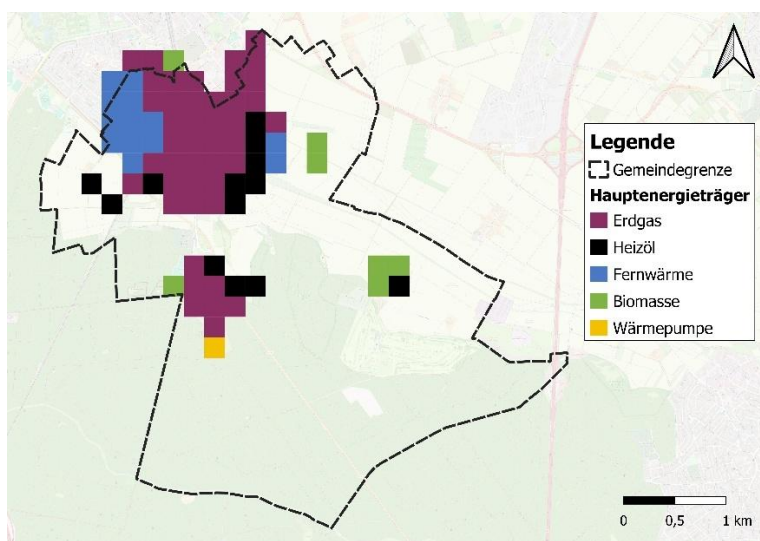 Legende
Gemeindegrenze
Hauptenergieträger
Erdgas
Heizöl
Fernwärme
Biomasse
Wärmepumpe
0 0,5 1 km